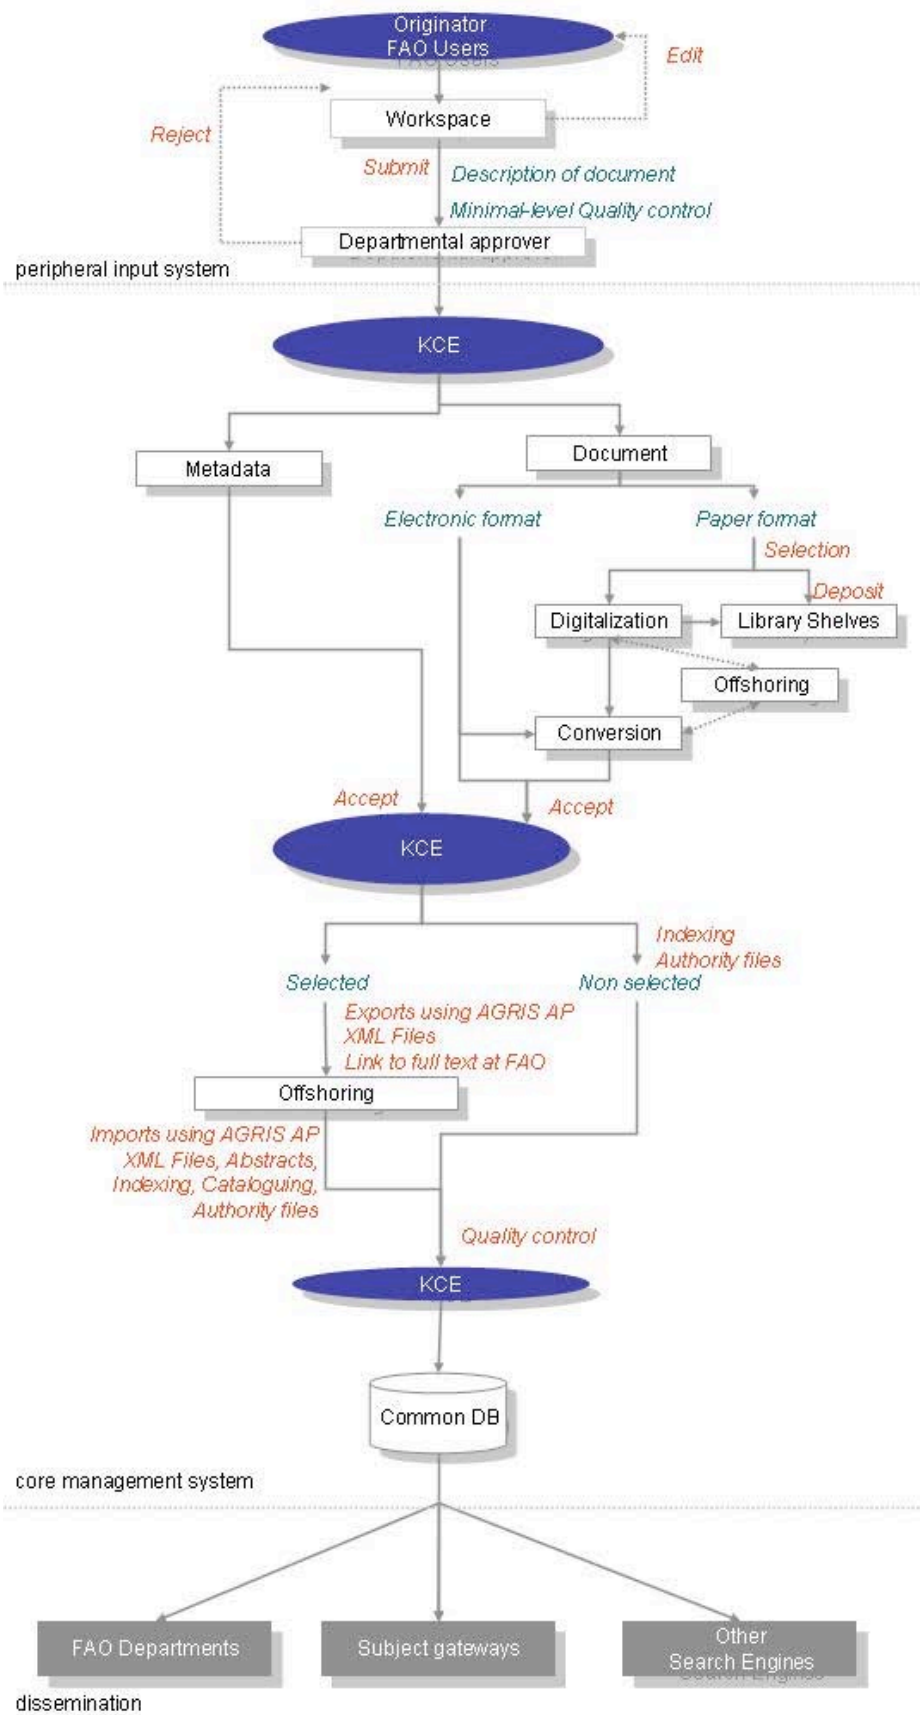 Originator
FAO Users
Edit
Workspace
Reject
Submit
Description of document
Minimal-level Quality control
Departmental approver
peripheral input system
KCE
Metadata
Document
Electronic format
Paper format
Selection
Deposit
Digitalization
Library Shelves
Offshoring
Conversion
Accept
Accept
KCE
Indexing
Authority files
Selected
Non selected
Exports using AGRIS AP
XML Files
Link to full text at FAO
Offshoring
Imports using AGRIS AP
XML Files, Abstracts,
Indexing, Cataloguing,
Authority files
Quality control
KCE
Common DB
core management system
FAO Departments
Subject gateways
Other
Search Engines
dissemination